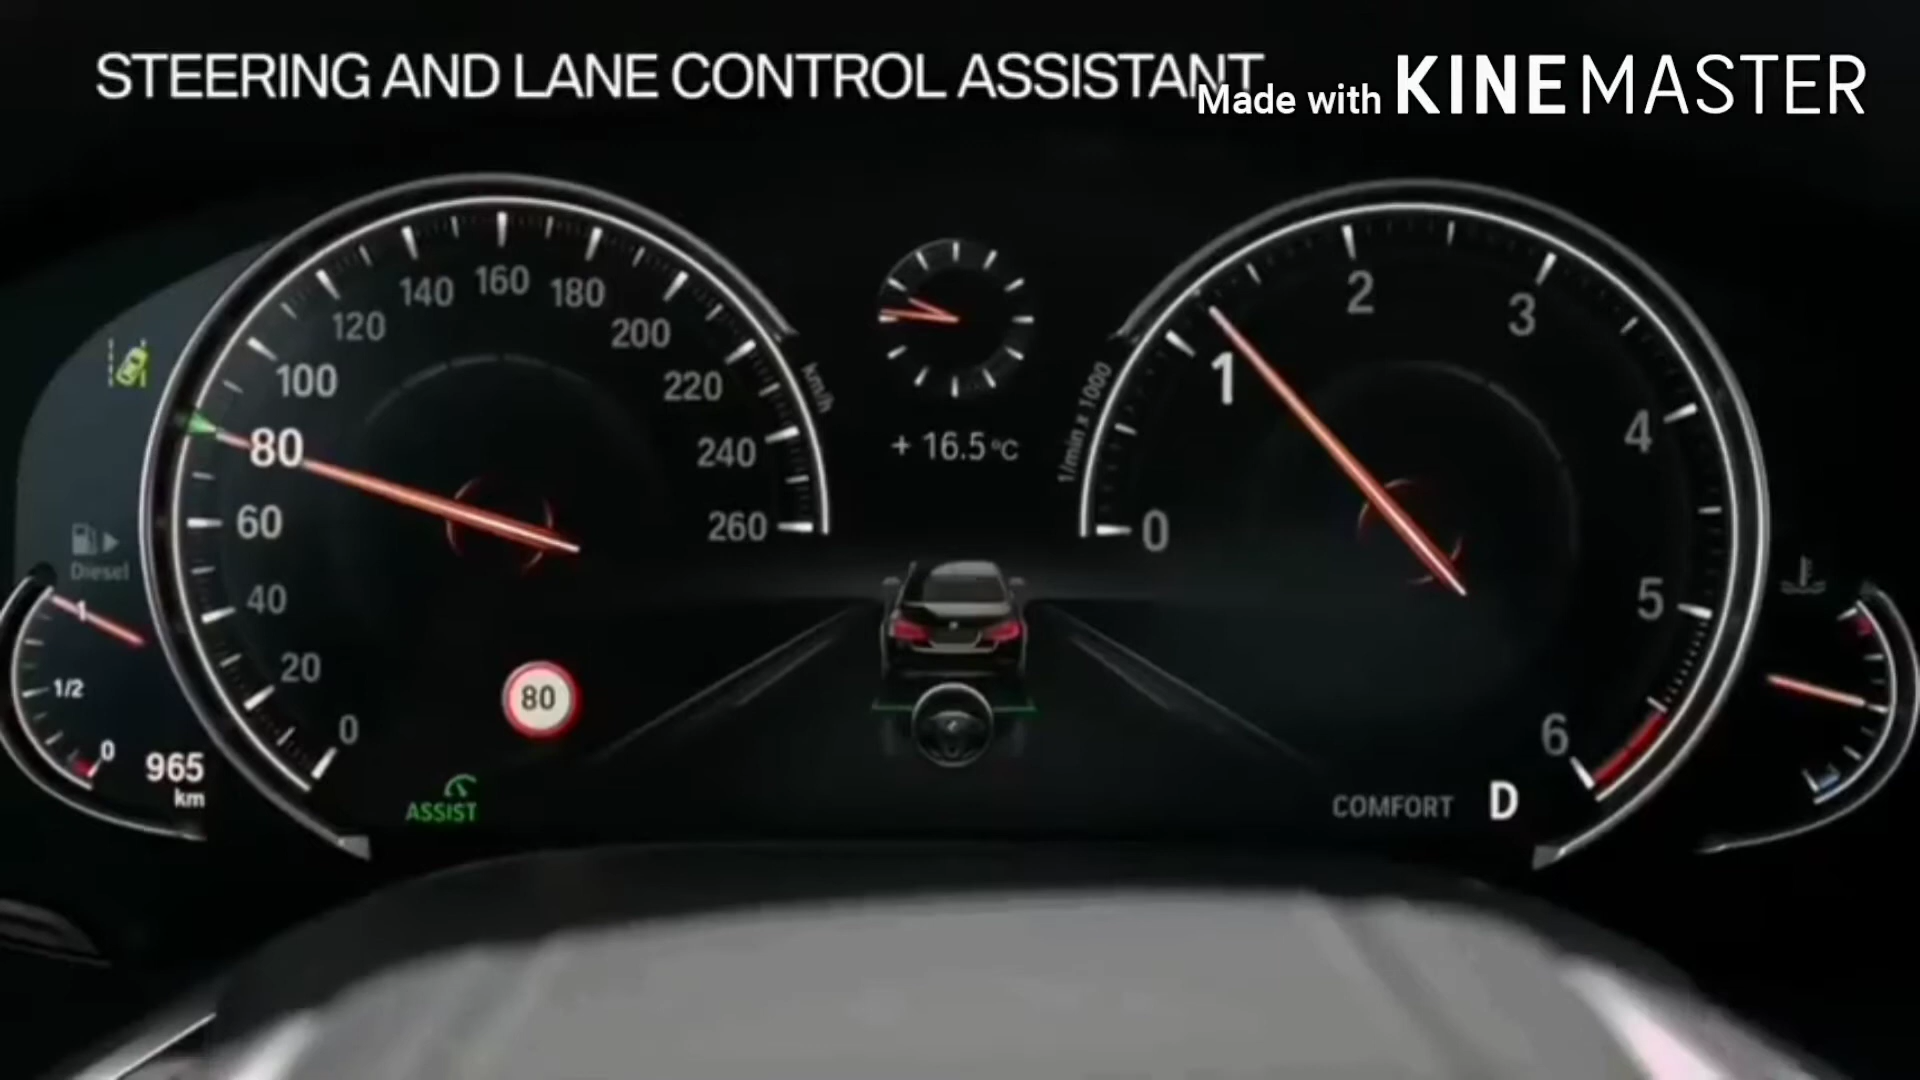 STEERING AND LANE CONTROL ASSISTANT
Made with KINEMASTER
140 160 180
120 200
100 220
80 240
60 260
40
20
0
km/h
+ 16.5 °C
1/min x 1000
0
1
2
3
4
5
6
Diesel
1
1/2
0
965
km
80
ASSIST
COMFORT D